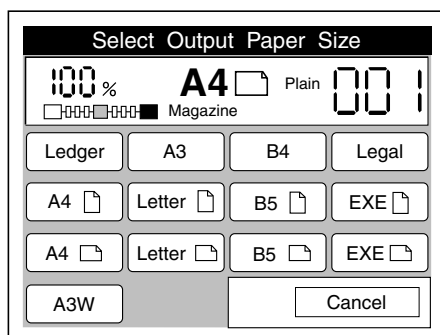 Select Output Paper Size
100 % A4 Plain 001
Magazine
Ledger A3 B4 Legal
A4 Letter B5 EXE
A4 Letter B5 EXE
A3W Cancel